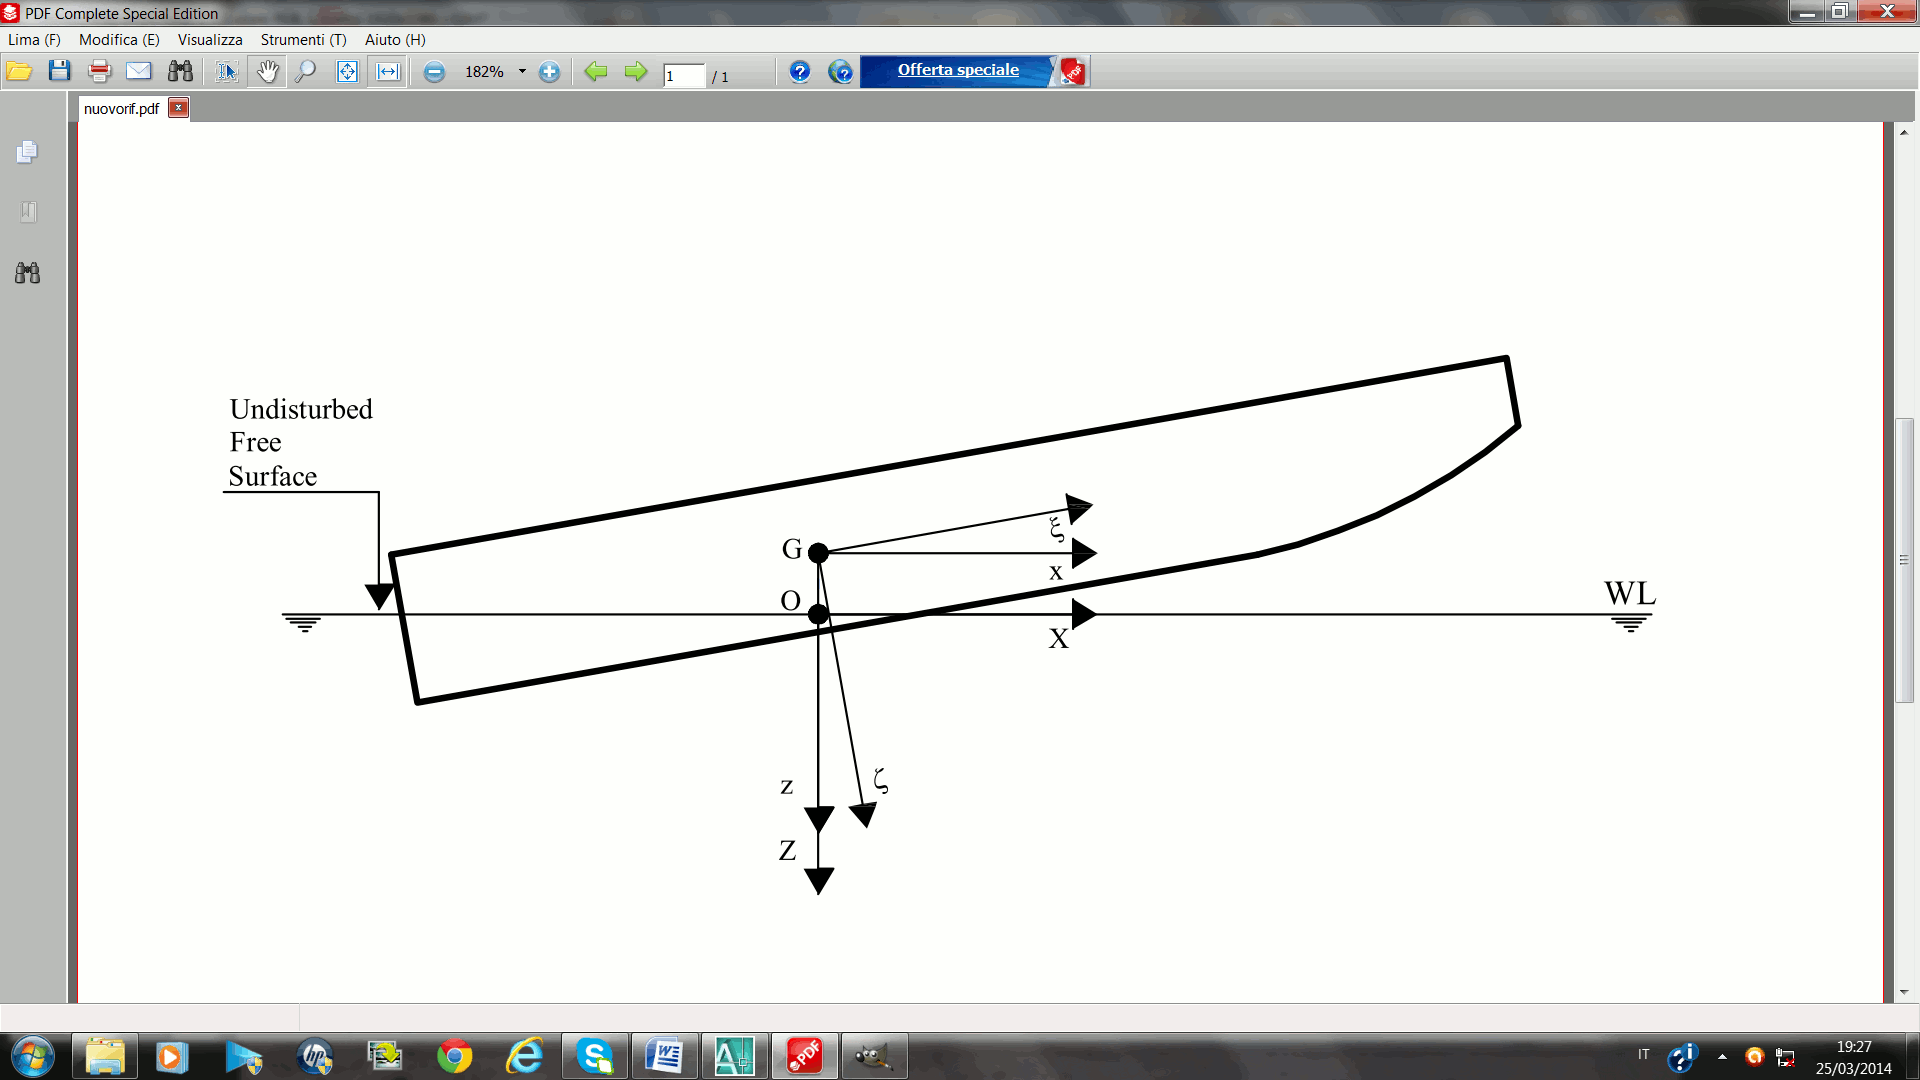 PDF Complete Special Edition
Lima (F) Modifica (E) Visualizza Strumenti (T) Aiuto (H)
182% 1 / 1 Offerta speciale
nuovorif.pdf
Undisturbed
Free
Surface
G
ξ
x
O
WL
X
z
ζ
Z
IT
19:27
25/03/2014